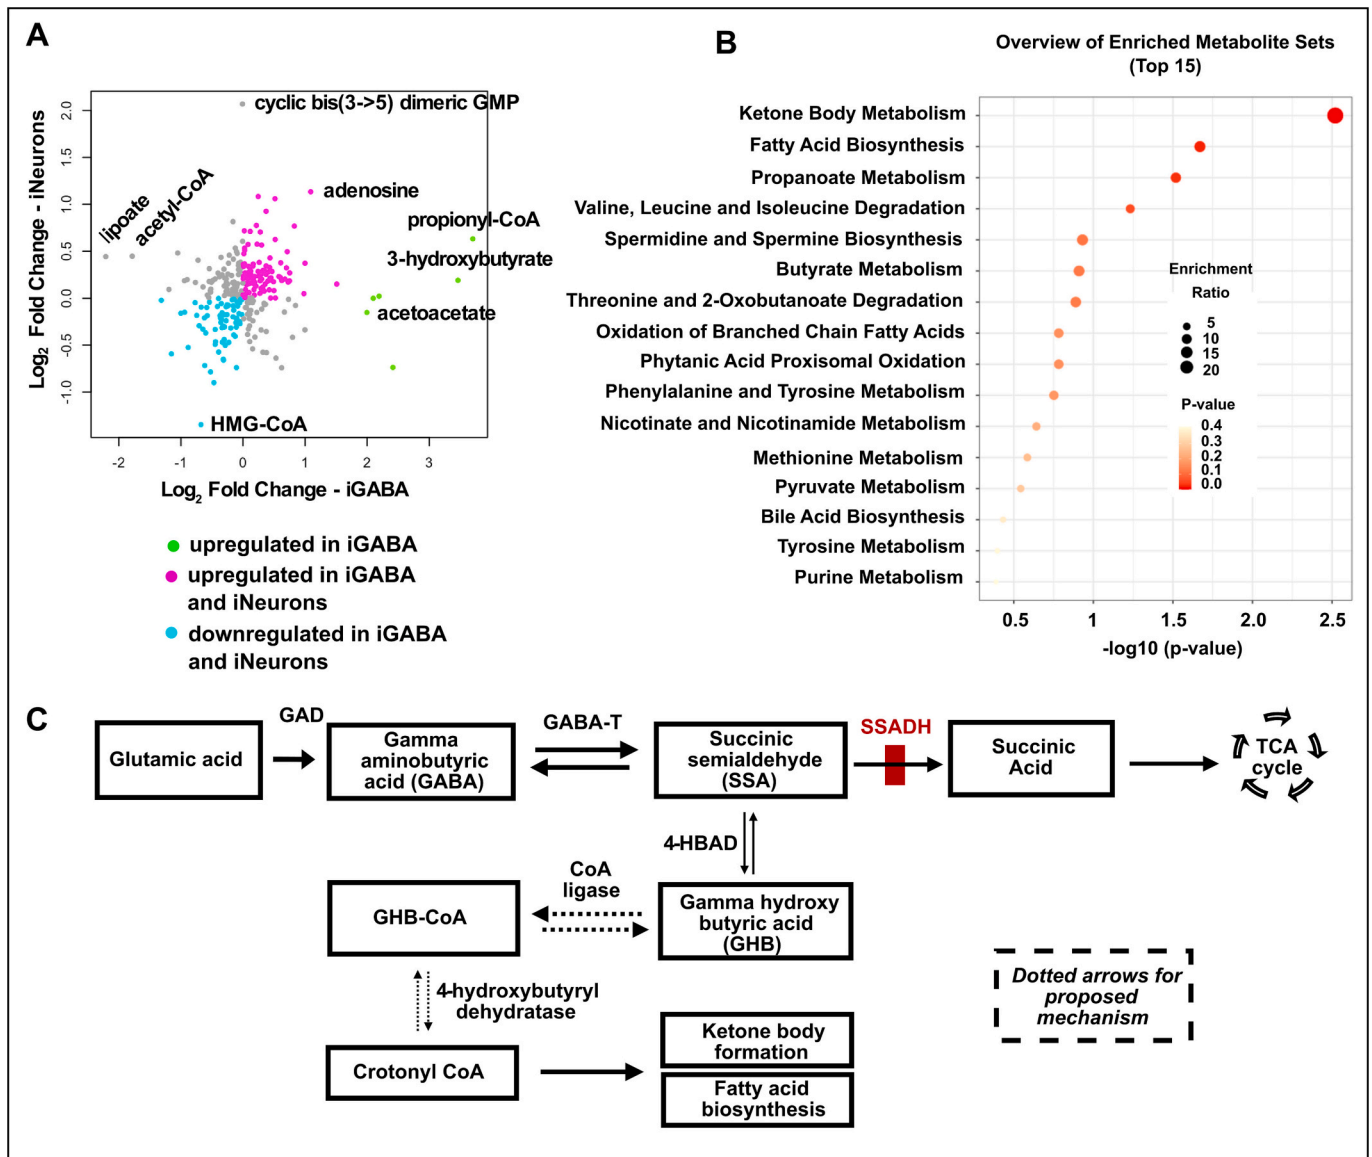 A
cyclic bis(3->5) dimeric GMP
adenosine
propionyl-CoA
3-hydroxybutyrate
acetoacetate
lipoate
acetyl-CoA
HMG-CoA
Log2 Fold Change - iNeurons
2.0
1.5
1.0
0.5
0.0
-0.5
-1.0
-2
-1
0
1
2
3
Log2 Fold Change - iGABA
upregulated in iGABA
upregulated in iGABA
and iNeurons
downregulated in iGABA
and iNeurons
B
Overview of Enriched Metabolite Sets
(Top 15)
Ketone Body Metabolism
Fatty Acid Biosynthesis
Propanoate Metabolism
Valine, Leucine and Isoleucine Degradation
Spermidine and Spermine Biosynthesis
Butyrate Metabolism
Threonine and 2-Oxobutanoate Degradation
Oxidation of Branched Chain Fatty Acids
Phytanic Acid Proxisomal Oxidation
Phenylalanine and Tyrosine Metabolism
Nicotinate and Nicotinamide Metabolism
Methionine Metabolism
Pyruvate Metabolism
Bile Acid Biosynthesis
Tyrosine Metabolism
Purine Metabolism
Enrichment
Ratio
5
10
15
20
P-value
0.4
0.3
0.2
0.1
0.0
0.5
1
1.5
2.0
2.5
-log10 (p-value)
C
Glutamic acid
GAD
Gamma
aminobutyric
acid (GABA)
GABA-T
Succinic
semialdehyde
(SSA)
SSADH
Succinic
Acid
TCA
cycle
4-HBAD
GHB-CoA
CoA
ligase
Gamma hydroxy
butyric acid
(GHB)
4-hydroxybutyryl
dehydratase
Crotonyl CoA
Ketone body
formation
Fatty acid
biosynthesis
Dotted arrows for
proposed
mechanism